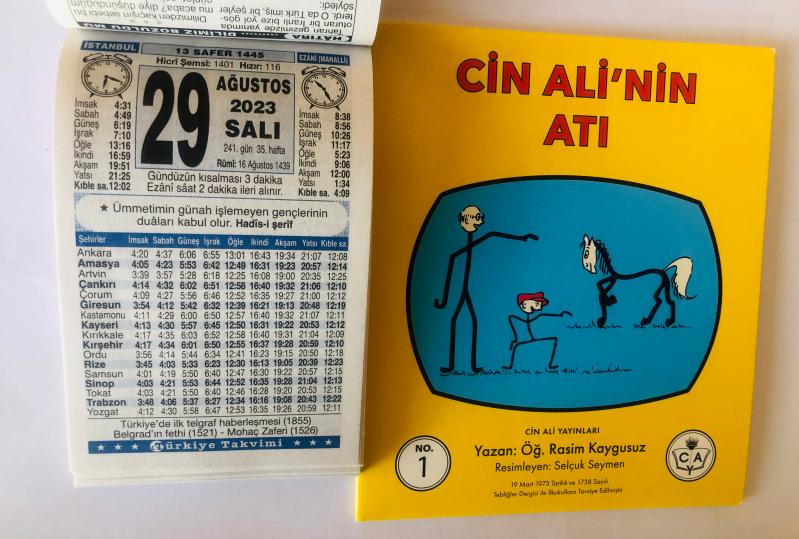 HÂTIRA DİLİMİZ BOZULDU MU
İSTANBUL
13 SAFER 1445
EZÂNİ (MAHALLİ)
Hicrî Şemsî: 1401 Hızır: 116
29
AĞUSTOS
2023
SALI
241. gün 35. hafta
Rûmî: 16 Ağustos 1439
İmsak 4:31
Sabah 4:49
Güneş 6:19
İşrak 7:10
Öğle 13:16
İkindi 16:59
Akşam 19:51
Yatsı 21:25
Kıble sa. 12:02
İmsak 8:38
Sabah 8:56
Güneş 10:26
İşrak 11:17
Öğle 5:23
İkindi 9:06
Akşam 12:00
Yatsı 1:34
Kıble sa. 4:09
Gündüzün kısalması 3 dakika
Ezânî sâat 2 dakika ileri alınır.
★ Ümmetimin günah işlemeyen gençlerinin
duâları kabul olur. Hadîs-i şerîf
Şehirler İmsak Sabah Güneş İşrak Öğle İkindi Akşam Yatsı Kıble sa.
Ankara 4:20 4:37 6:06 6:55 13:01 16:43 19:34 21:07 12:08
Amasya 4:05 4:23 5:53 6:42 12:49 16:31 19:23 20:57 12:14
Artvin 3:39 3:57 5:28 6:18 12:25 16:08 19:00 20:35 12:25
Çankırı 4:14 4:32 6:02 6:51 12:58 16:40 19:32 21:06 12:10
Çorum 4:09 4:27 5:56 6:46 12:52 16:35 19:27 21:00 12:12
Giresun 3:54 4:12 5:42 6:32 12:39 16:21 19:13 20:48 12:19
Kastamonu 4:11 4:29 6:00 6:50 12:57 16:40 19:32 21:07 12:11
Kayseri 4:13 4:30 5:57 6:45 12:50 16:31 19:22 20:53 12:12
Kırıkkale 4:17 4:35 6:03 6:52 12:58 16:40 19:31 21:04 12:09
Kırşehir 4:17 4:34 6:01 6:50 12:55 16:37 19:28 20:59 12:10
Ordu 3:56 4:14 5:44 6:34 12:41 16:23 19:15 20:50 12:18
Rize 3:45 4:03 5:33 6:23 12:30 16:13 19:05 20:39 12:23
Samsun 4:01 4:19 5:50 6:40 12:47 16:30 19:22 20:57 12:15
Sinop 4:03 4:21 5:53 6:44 12:52 16:35 19:28 21:04 12:13
Tokat 4:03 4:21 5:50 6:40 12:46 16:28 19:20 20:53 12:15
Trabzon 3:48 4:06 5:37 6:27 12:34 16:16 19:08 20:43 12:22
Yozgat 4:12 4:30 5:58 6:47 12:53 16:35 19:26 20:59 12:11
Türkiye'de ilk telgraf haberleşmesi (1855)
Belgrad'ın fethi (1521) - Mohaç Zaferi (1526)
Türkiye Takvimi
CİN ALİ'NİN
ATI
CİN ALİ YAYINLARI
NO.
1
Yazan: Öğ. Rasim Kaygusuz
Resimleyen: Selçuk Seymen
19 Mart 1973 Tarihli ve 1738 Sayılı
Tebliğler Dergisi ile İlkokullara Tavsiye Edilmiştir
C A
Y